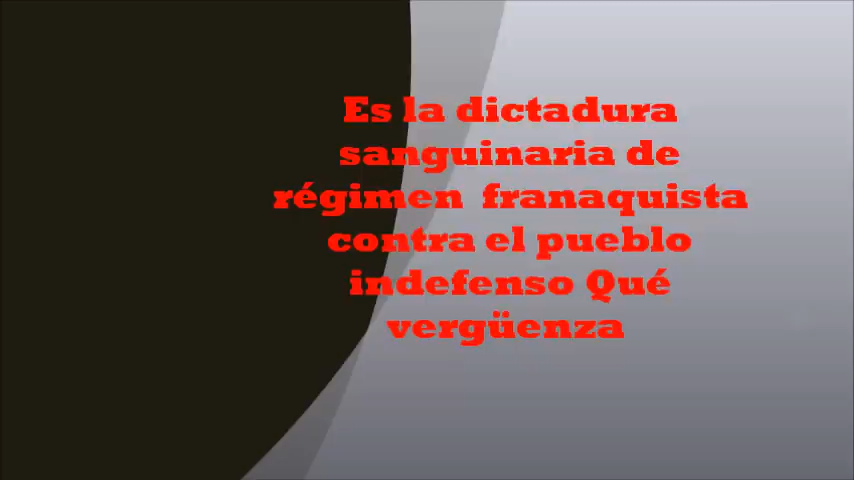 Es la dictadura
sanguinaria de
régimen franaquista
contra el pueblo
indefenso Qué
vergüenza